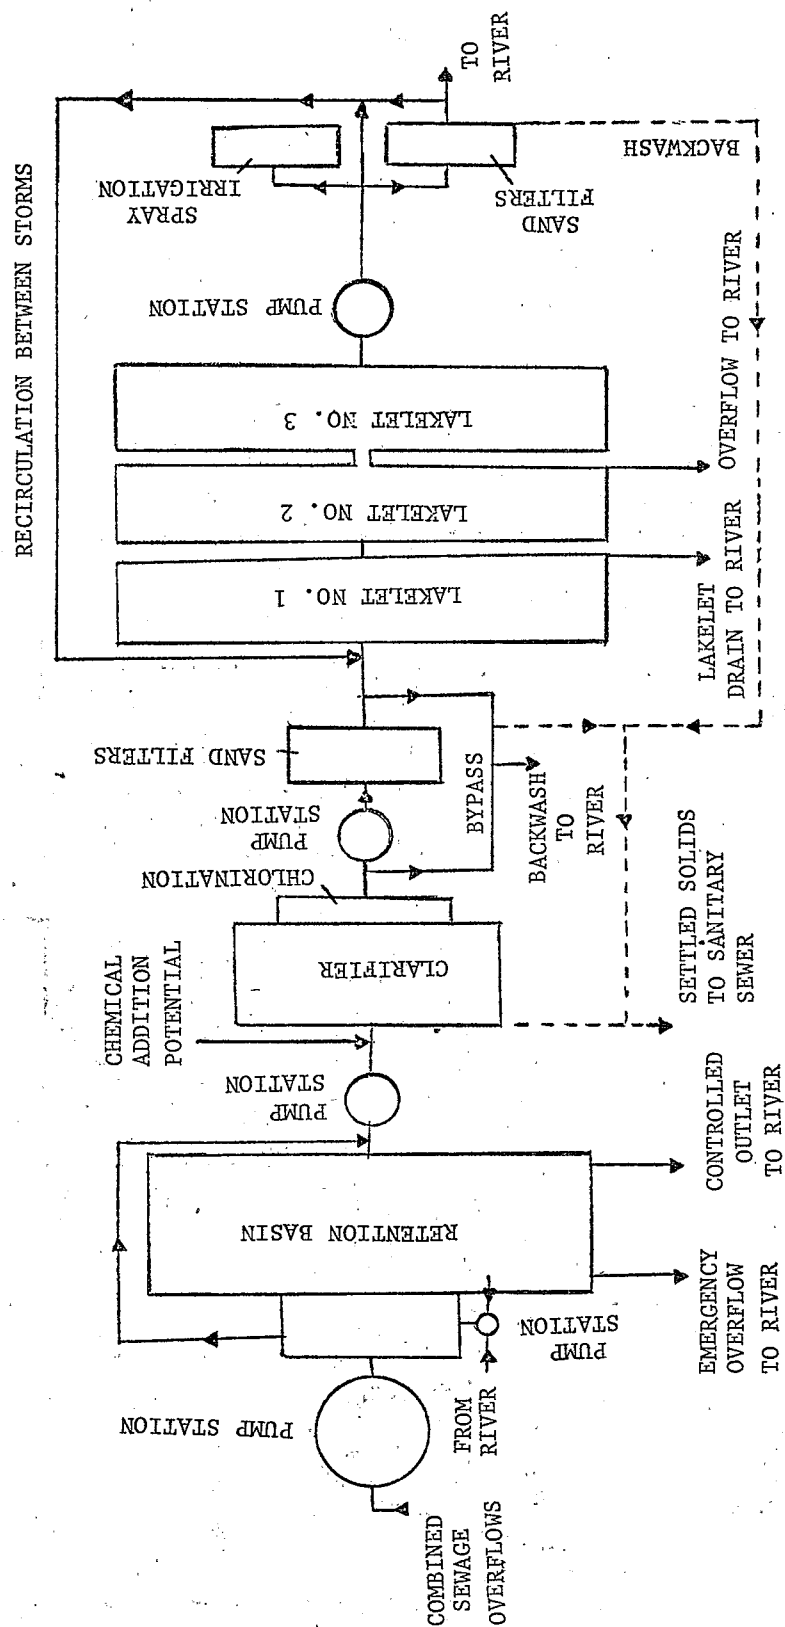 COMBINED
SEWAGE
OVERFLOWS
PUMP STATION
FROM
RIVER
PUMP
STATION
RETENTION BASIN
EMERGENCY
OVERFLOW
TO RIVER
CONTROLLED
OUTLET
TO RIVER
PUMP
STATION
CHEMICAL
ADDITION
POTENTIAL
CLARIFIER
CHLORINATION
SETTLED SOLIDS
TO SANITARY
SEWER
PUMP
STATION
SAND FILTERS
BYPASS
BACKWASH
TO
RIVER
RECIRCULATION BETWEEN STORMS
LAKELET NO. 1
LAKELET NO. 2
LAKELET NO. 3
LAKELET
DRAIN TO RIVER
OVERFLOW TO RIVER
PUMP STATION
SPRAY
IRRIGATION
SAND
FILTERS
BACKWASH
TO
RIVER